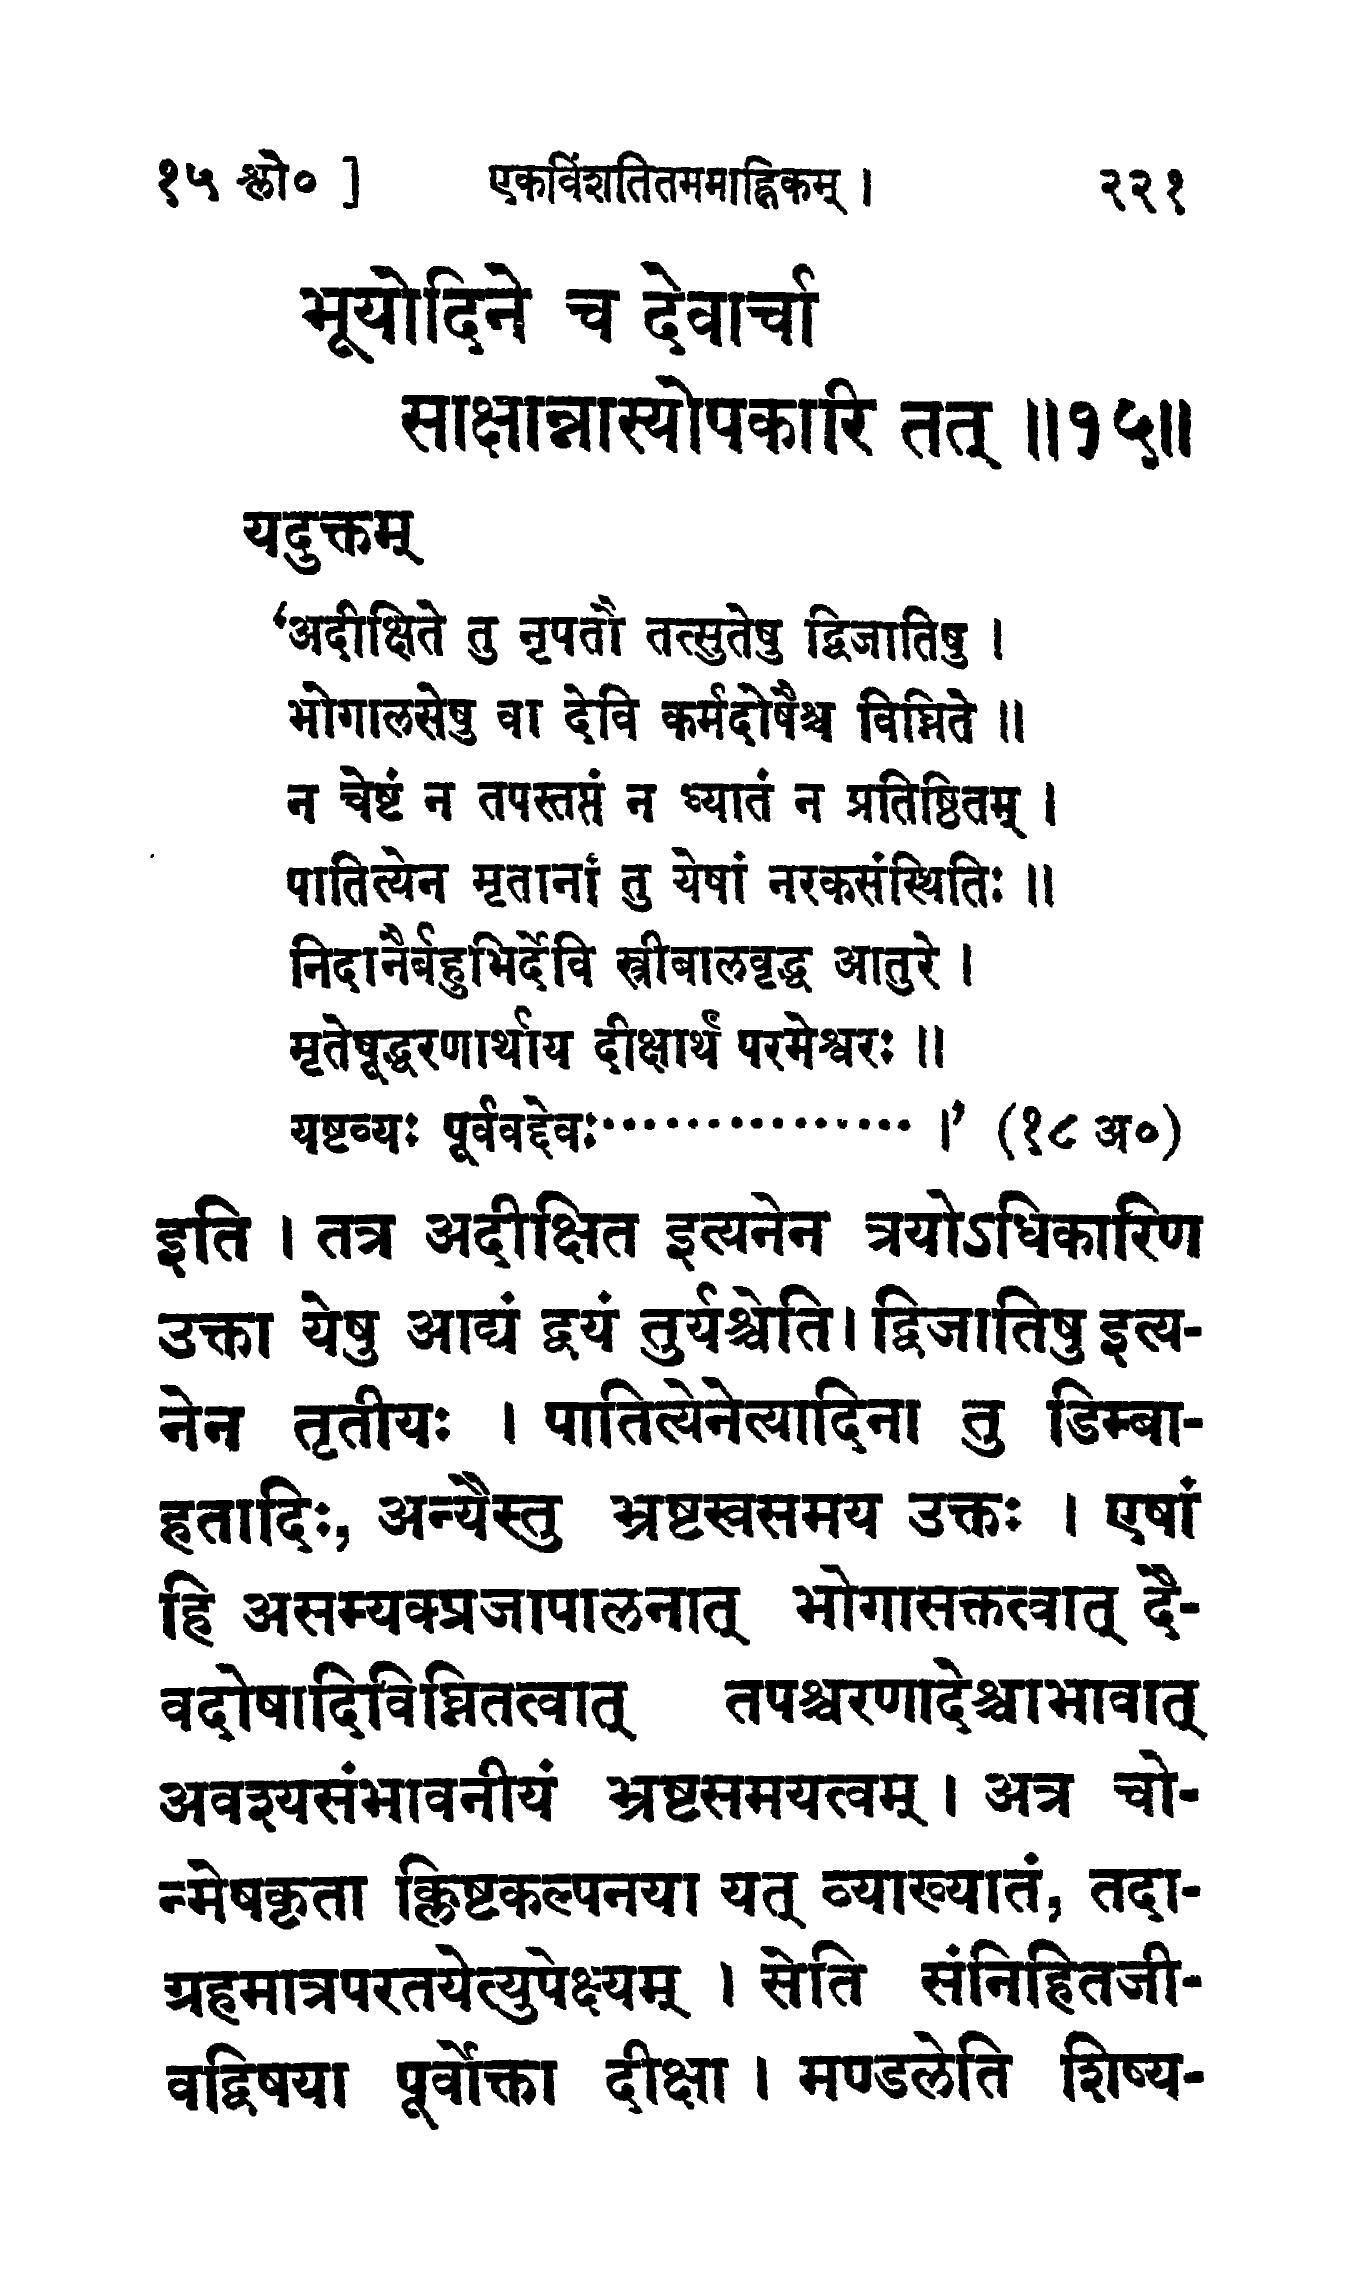 १५ श्लो० ] एकविंशतितममाह्निकम् । २२१
भूयोदिने च देवार्चा
साक्षान्नास्योपकारि तत् ॥१५॥
यदुक्तम्
‘अदीक्षिते तु नृपतौ तत्सुतेषु द्विजातिषु ।
भोगालसेषु वा देवि कर्मदोषैश्च विघ्निते ॥
न चेष्टं न तपस्तप्तं न ध्यातं न प्रतिष्ठितम् ।
पातित्येन मृतानां तु येषां नरकसंस्थितिः ॥
निदानैर्बहुभिर्देवि स्त्रीबालवृद्ध आतुरे ।
मृतेषूद्धरणार्थाय दीक्षार्थं परमेश्वरः ॥
यष्टव्यः पूर्ववद्देवः··············· ।’ (१८ अ०)
इति । तत्र अदीक्षित इत्यनेन त्रयोऽधिकारिण
उक्ता येषु आद्यं द्वयं तुर्यश्चेति। द्विजातिषु इत्य-
नेन तृतीयः । पातित्येनेत्यादिना तु डिम्बा-
हतादिः, अन्यैस्तु भ्रष्टस्वसमय उक्तः । एषां
हि असम्यक्प्रजापालनात् भोगासक्तत्वात् दै-
वदोषादिविघ्नितत्वात् तपश्चरणादेश्चाभावात्
अवश्यसंभावनीयं भ्रष्टसमयत्वम् । अत्र चो-
न्मेषकृता क्लिष्टकल्पनया यत् व्याख्यातं, तदा-
ग्रहमात्रपरतयेत्युपेक्ष्यम् । सेति संनिहितजी-
वद्विषया पूर्वोक्ता दीक्षा । मण्डलेति शिष्य-